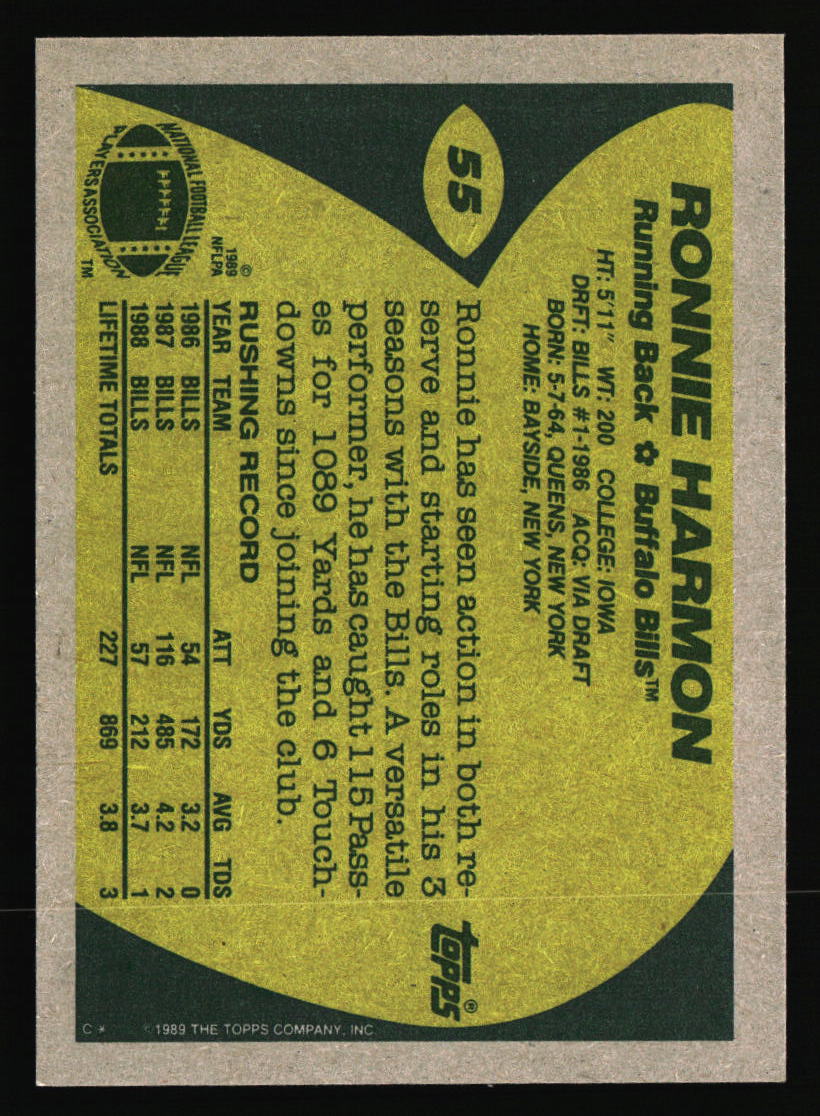 55
RONNIE HARMON
Running Back ✿ Buffalo Bills™
HT: 5'11" WT: 200 COLLEGE: IOWA
DRFT: BILLS #1-1986 ACQ: VIA DRAFT
BORN: 5-7-64, QUEENS, NEW YORK
HOME: BAYSIDE, NEW YORK
Ronnie has seen action in both re-
serve and starting roles in his 3
seasons with the Bills. A versatile
performer, he has caught 115 Pass-
es for 1089 Yards and 6 Touch-
downs since joining the club.
topps®
RUSHING RECORD
YEAR TEAM ATT YDS AVG TDS
1986 BILLS NFL 54 172 3.2 0
1987 BILLS NFL 116 485 4.2 2
1988 BILLS NFL 57 212 3.7 1
LIFETIME TOTALS 227 869 3.8 3
NATIONAL FOOTBALL LEAGUE
PLAYERS ASSOCIATION
TM
©
1989
NFLPA
C *
© 1989 THE TOPPS COMPANY, INC.